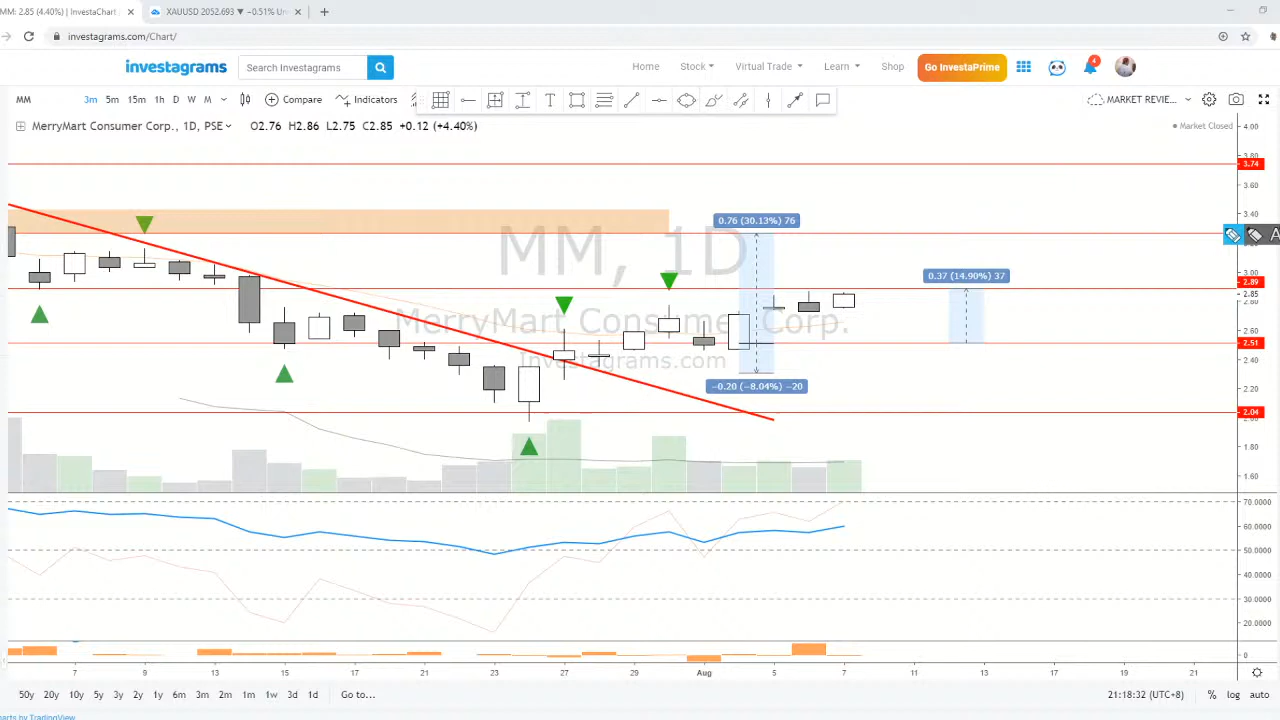 MM: 2.85 (4.40%) | InvestaChart
XAUUSD 2052.693 ▼ −0.51% Un
investagrams.com/Chart/
investagrams
Search Investagrams
Home
Stock
Virtual Trade
Learn
Shop
Go InvestaPrime
4
MM
3m 5m 15m 1h D W M
Compare
Indicators
T
MARKET REVIE...
MerryMart Consumer Corp., 1D, PSE
O2.76 H2.86 L2.75 C2.85 +0.12 (+4.40%)
Market Closed
4.00
3.74
3.60
3.40
3.00
2.89
2.85
2.60
2.51
2.40
2.20
2.04
1.80
1.60
0.76 (30.13%) 76
0.37 (14.90%) 37
−0.20 (−8.04%) −20
MM, 1D
MerryMart Consumer Corp.
Investagrams.com
A
70.0000
60.0000
50.0000
40.0000
30.0000
20.0000
0
7 9 13 15 17 21 23 27 29 Aug 5 7 11 13 17 19 21
50y 20y 10y 5y 3y 2y 1y 6m 3m 2m 1m 1w 3d 1d Go to...
21:18:32 (UTC+8) % log auto
arts by TradingView